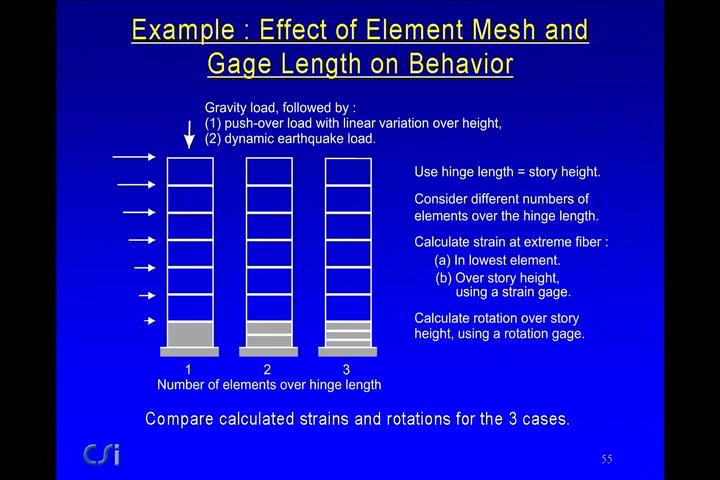 Example : Effect of Element Mesh and
Gage Length on Behavior
Gravity load, followed by :
(1) push-over load with linear variation over height,
(2) dynamic earthquake load.
Use hinge length = story height.
Consider different numbers of
elements over the hinge length.
Calculate strain at extreme fiber :
(a) In lowest element.
(b) Over story height,
using a strain gage.
Calculate rotation over story
height, using a rotation gage.
1 2 3
Number of elements over hinge length
Compare calculated strains and rotations for the 3 cases.
CSi
55